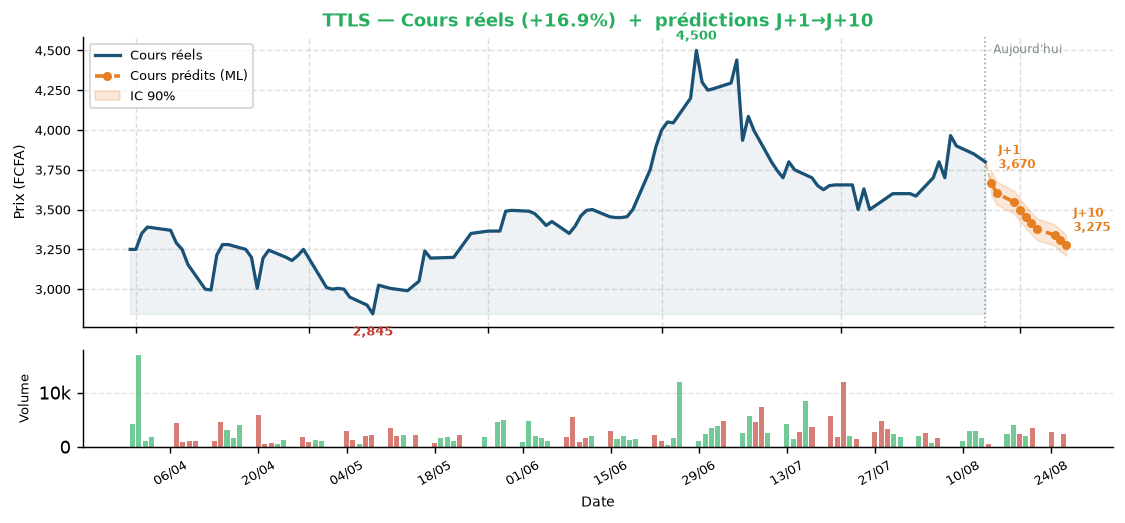 TTLS — Cours réels (+16.9%)  +  prédictions J+1→J+10
4,500
Aujourd'hui
Cours réels
Cours prédits (ML)
IC 90%
4,500
4,250
4,000
3,750
3,500
3,250
3,000
Prix (FCFA)
J+1
3,670
J+10
3,275
2,845
Volume
10k
0
06/04
20/04
04/05
18/05
01/06
15/06
29/06
13/07
27/07
10/08
24/08
Date